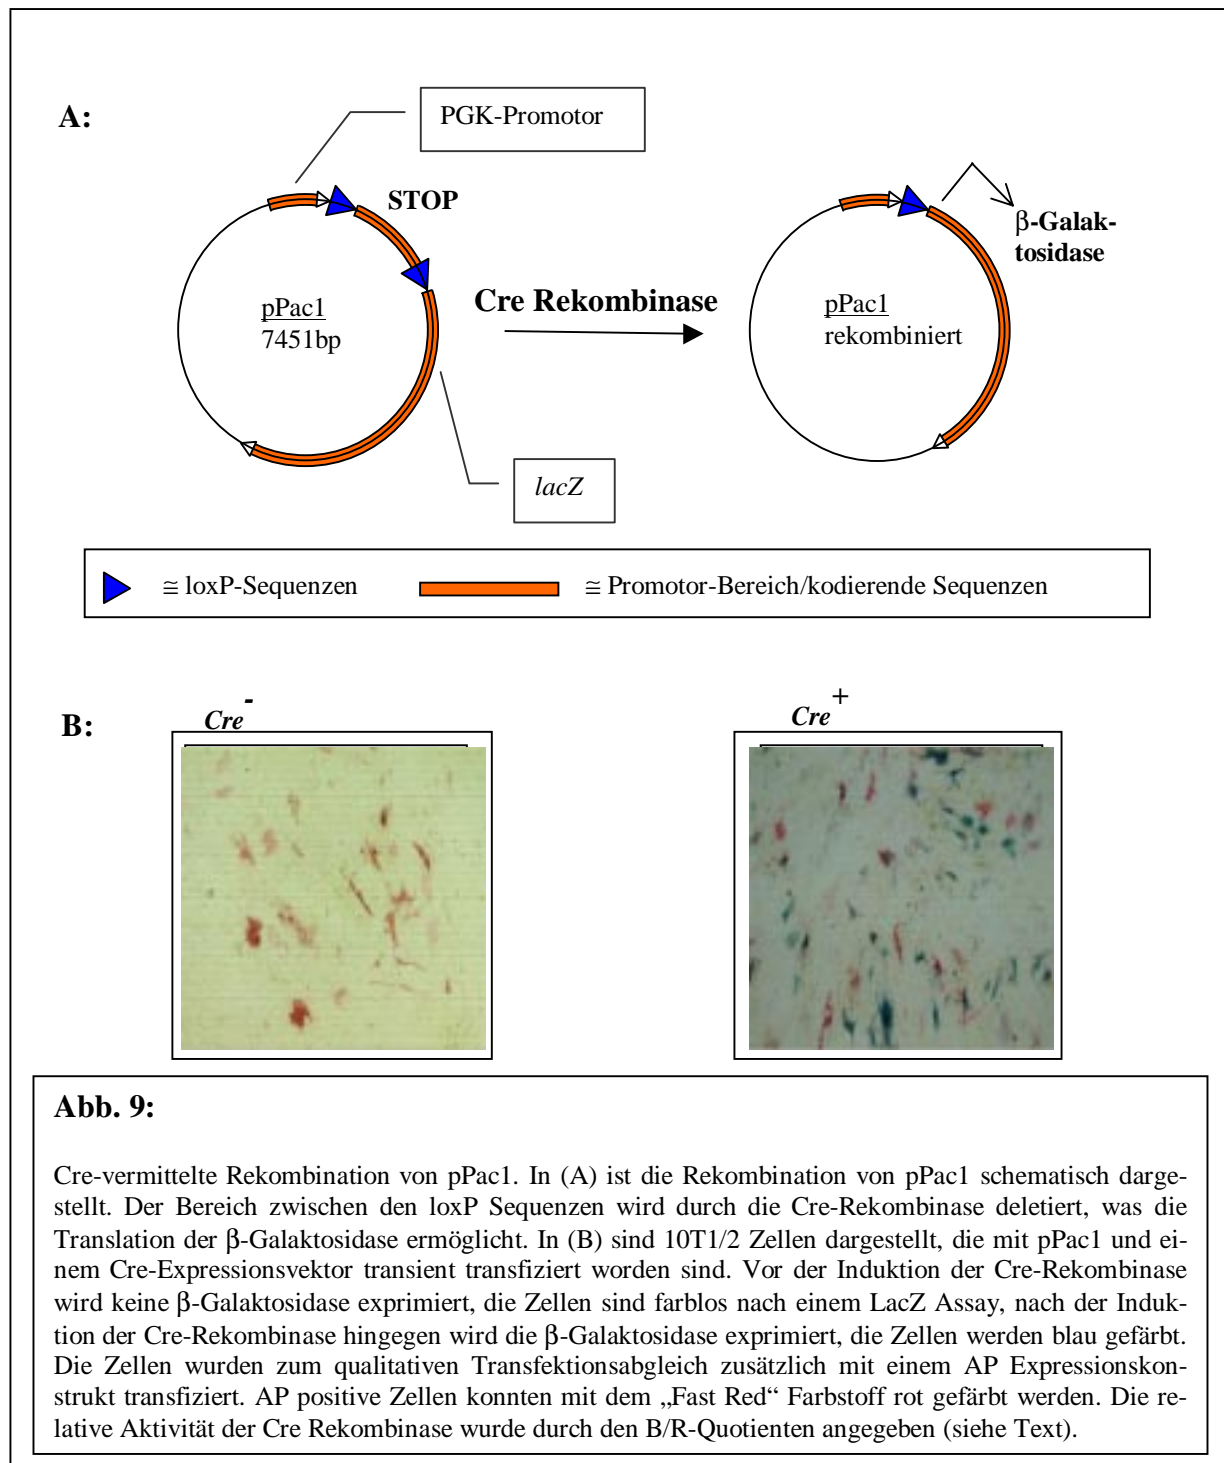 A:
PGK-Promotor
STOP
pPac1
7451bp
lacZ
Cre Rekombinase
pPac1
rekombiniert
β-Galak-
tosidase
≅ loxP-Sequenzen ≅ Promotor-Bereich/kodierende Sequenzen
B:
Cre-
Cre+
Abb. 9:
Cre-vermittelte Rekombination von pPac1. In (A) ist die Rekombination von pPac1 schematisch darge-
stellt. Der Bereich zwischen den loxP Sequenzen wird durch die Cre-Rekombinase deletiert, was die
Translation der β-Galaktosidase ermöglicht. In (B) sind 10T1/2 Zellen dargestellt, die mit pPac1 und ei-
nem Cre-Expressionsvektor transient transfiziert worden sind. Vor der Induktion der Cre-Rekombinase
wird keine β-Galaktosidase exprimiert, die Zellen sind farblos nach einem LacZ Assay, nach der Induk-
tion der Cre-Rekombinase hingegen wird die β-Galaktosidase exprimiert, die Zellen werden blau gefärbt.
Die Zellen wurden zum qualitativen Transfektionsabgleich zusätzlich mit einem AP Expressionskon-
strukt transfiziert. AP positive Zellen konnten mit dem „Fast Red“ Farbstoff rot gefärbt werden. Die re-
lative Aktivität der Cre Rekombinase wurde durch den B/R-Quotienten angegeben (siehe Text).